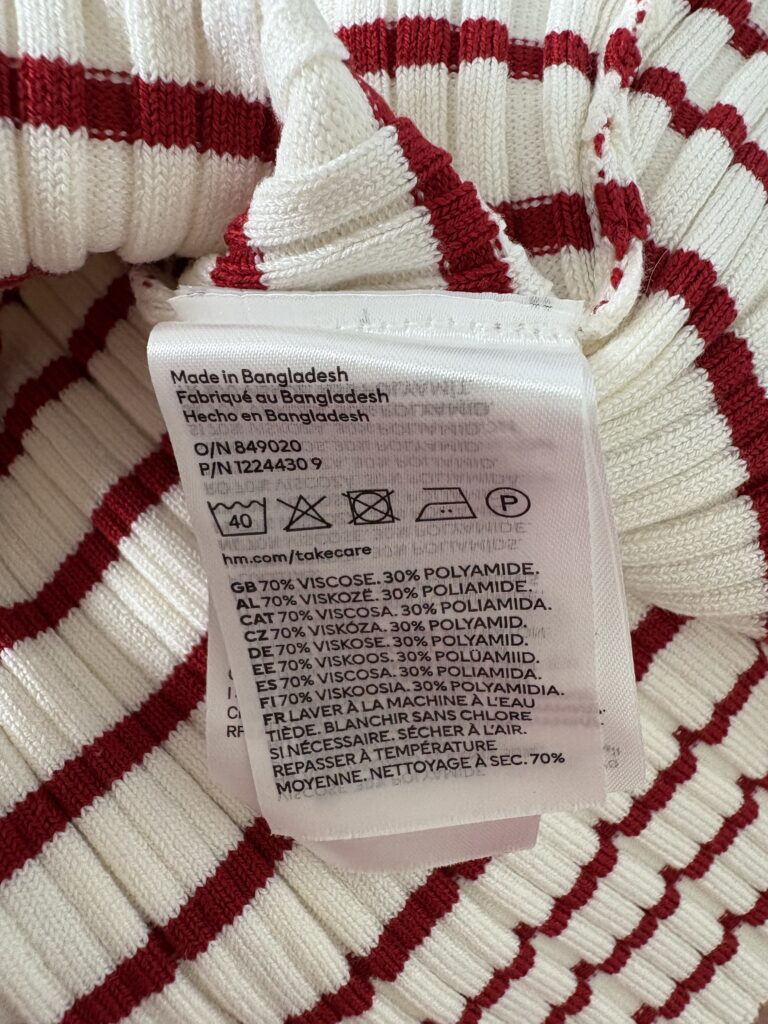 Made in Bangladesh
Fabriqué au Bangladesh
Hecho en Bangladesh
O/N 849020
P/N 1224430 9
40
P
hm.com/takecare
GB 70% VISCOSE. 30% POLYAMIDE.
AL 70% VISKOZË. 30% POLIAMIDE.
CAT 70% VISCOSA. 30% POLIAMIDA.
CZ 70% VISKÓZA. 30% POLYAMID.
DE 70% VISKOSE. 30% POLYAMID.
EE 70% VISKOOS. 30% POLÜAMIID.
ES 70% VISCOSA. 30% POLIAMIDA.
FI 70% VISKOOSIA. 30% POLYAMIDIA.
FR LAVER À LA MACHINE À L'EAU
TIÈDE. BLANCHIR SANS CHLORE
SI NÉCESSAIRE. SÉCHER À L'AIR.
REPASSER À TEMPÉRATURE
MOYENNE. NETTOYAGE À SEC. 70%